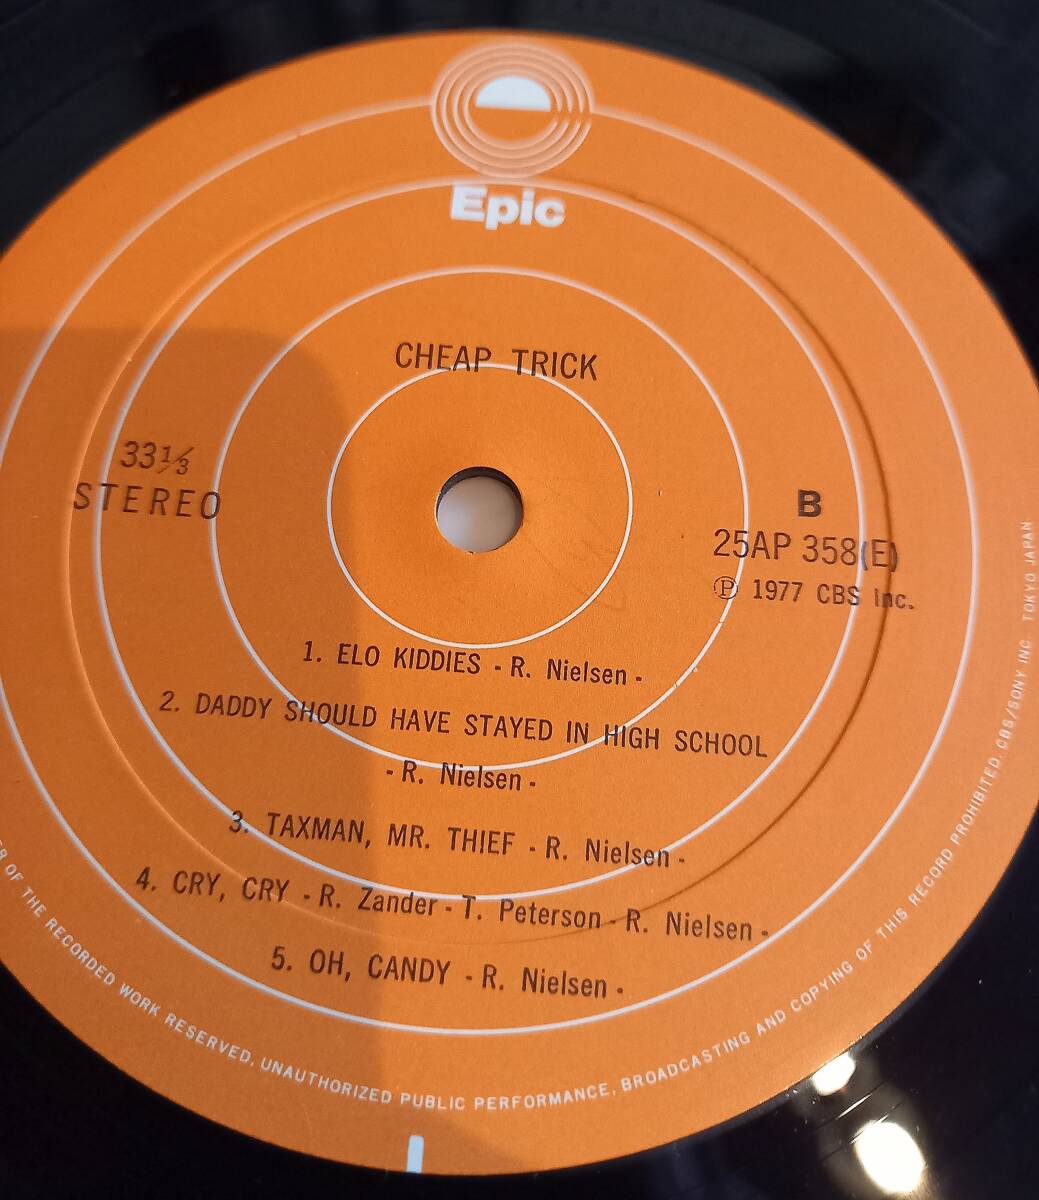 Epic
CHEAP TRICK
33⅓
STEREO
B
25AP 358(E)
Ⓟ 1977 CBS Inc.
1. ELO KIDDIES - R. Nielsen -
2. DADDY SHOULD HAVE STAYED IN HIGH SCHOOL
- R. Nielsen -
3. TAXMAN, MR. THIEF - R. Nielsen -
4. CRY, CRY - R. Zander - T. Peterson - R. Nielsen -
5. OH, CANDY - R. Nielsen -
OF THE RECORDED WORK RESERVED. UNAUTHORIZED PUBLIC PERFORMANCE, BROADCASTING AND COPYING OF THIS RECORD PROHIBITED. CBS/SONY INC. TOKYO JAPAN